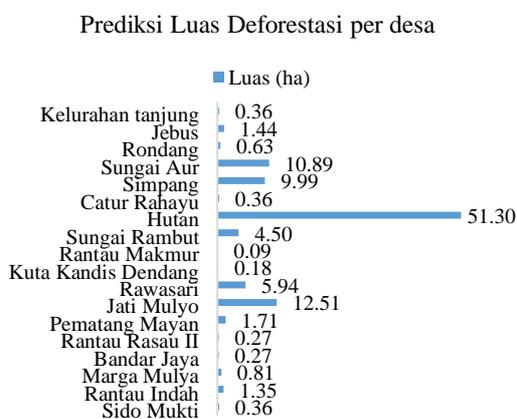 Prediksi Luas Deforestasi per desa
Luas (ha)
Kelurahan tanjung 0.36
Jebus 1.44
Rondang 0.63
Sungai Aur 10.89
Simpang 9.99
Catur Rahayu 0.36
Hutan 51.30
Sungai Rambut 4.50
Rantau Makmur 0.09
Kuta Kandis Dendang 0.18
Rawasari 5.94
Jati Mulyo 12.51
Pematang Mayan 1.71
Rantau Rasau II 0.27
Bandar Jaya 0.27
Marga Mulya 0.81
Rantau Indah 1.35
Sido Mukti 0.36